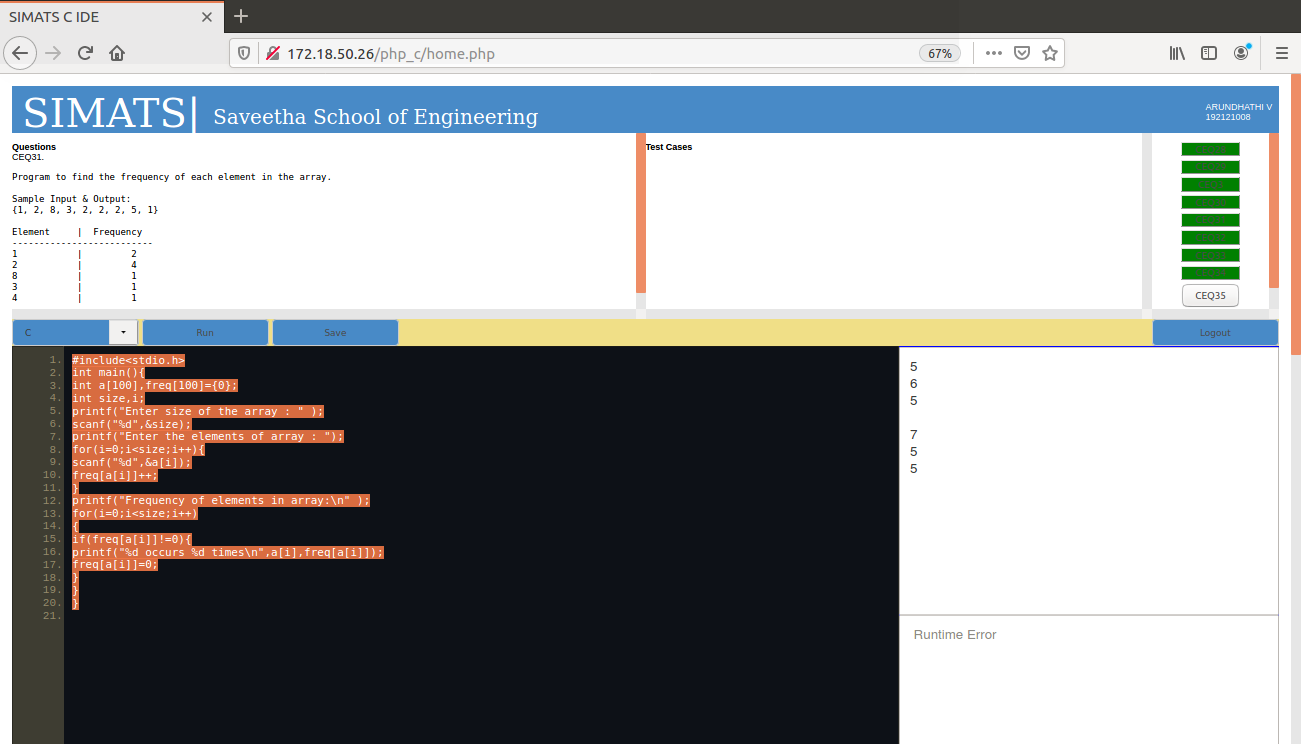 SIMATS C IDE
172.18.50.26/php_c/home.php
67%
SIMATS| Saveetha School of Engineering
ARUNDHATHI V
192121008
Questions
CEQ31.
Program to find the frequency of each element in the array.
Sample Input & Output:
{1, 2, 8, 3, 2, 2, 2, 5, 1}
Element | Frequency
--------------------------
1 | 2
2 | 4
8 | 1
3 | 1
4 | 1
Test Cases
CEQ35
C
Run
Save
Logout
1. #include<stdio.h>
2. int main(){
3. int a[100],freq[100]={0};
4. int size,i;
5. printf("Enter size of the array : " );
6. scanf("%d",&size);
7. printf("Enter the elements of array : ");
8. for(i=0;i<size;i++){
9. scanf("%d",&a[i]);
10. freq[a[i]]++;
11. }
12. printf("Frequency of elements in array:\n" );
13. for(i=0;i<size;i++)
14. {
15. if(freq[a[i]]!=0){
16. printf("%d occurs %d times\n",a[i],freq[a[i]]);
17. freq[a[i]]=0;
18. }
19. }
20. }
21.
5
6
5
7
5
5
Runtime Error